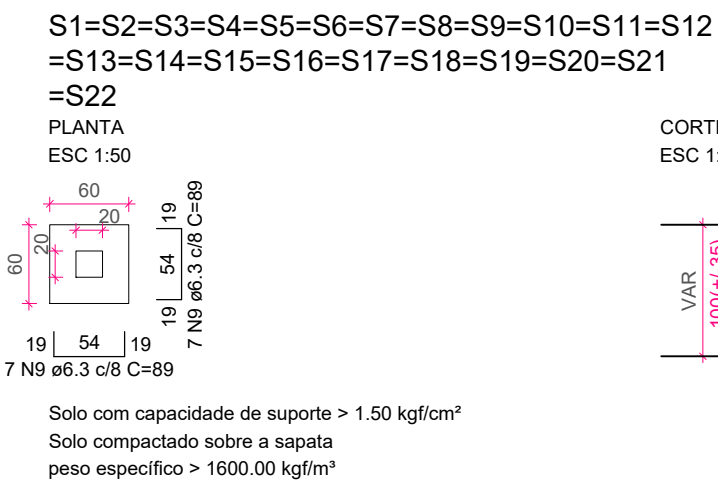 S1=S2=S3=S4=S5=S6=S7=S8=S9=S10=S11=S12
=S13=S14=S15=S16=S17=S18=S19=S20=S21
=S22
PLANTA
ESC 1:50
60
20
60
20
19 54 19
7 N9 ø6.3 c/8 C=89
19 54 19
7 N9 ø6.3 c/8 C=89
VAR
Solo com capacidade de suporte > 1.50 kgf/cm²
Solo compactado sobre a sapata
peso específico > 1600.00 kgf/m³